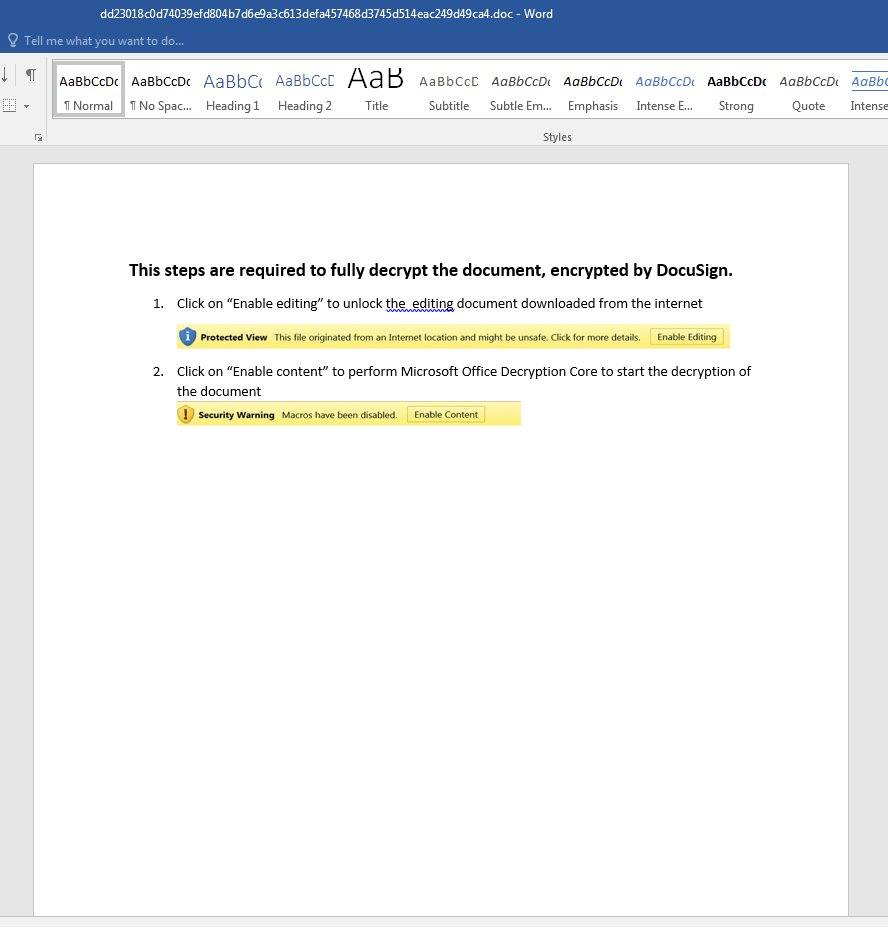 dd23018c0d74039efd804b7d6e9a3c613defa457468d3745d514eac249d49ca4.doc - Word
Tell me what you want to do...
AaBbCcDc AaBbCcDc AaBbC AaBbCcD AaB AaBbCcD AaBbCcDc AaBbCcDc AaBbCcDc AaBbCcDc AaBbCcDc AaBbC
¶ Normal ¶ No Spac... Heading 1 Heading 2 Title Subtitle Subtle Em... Emphasis Intense E... Strong Quote Intense
Styles
This steps are required to fully decrypt the document, encrypted by DocuSign.
1. Click on “Enable editing” to unlock the editing document downloaded from the internet
Protected View This file originated from an Internet location and might be unsafe. Click for more details. Enable Editing
2. Click on “Enable content” to perform Microsoft Office Decryption Core to start the decryption of
the document
Security Warning Macros have been disabled. Enable Content